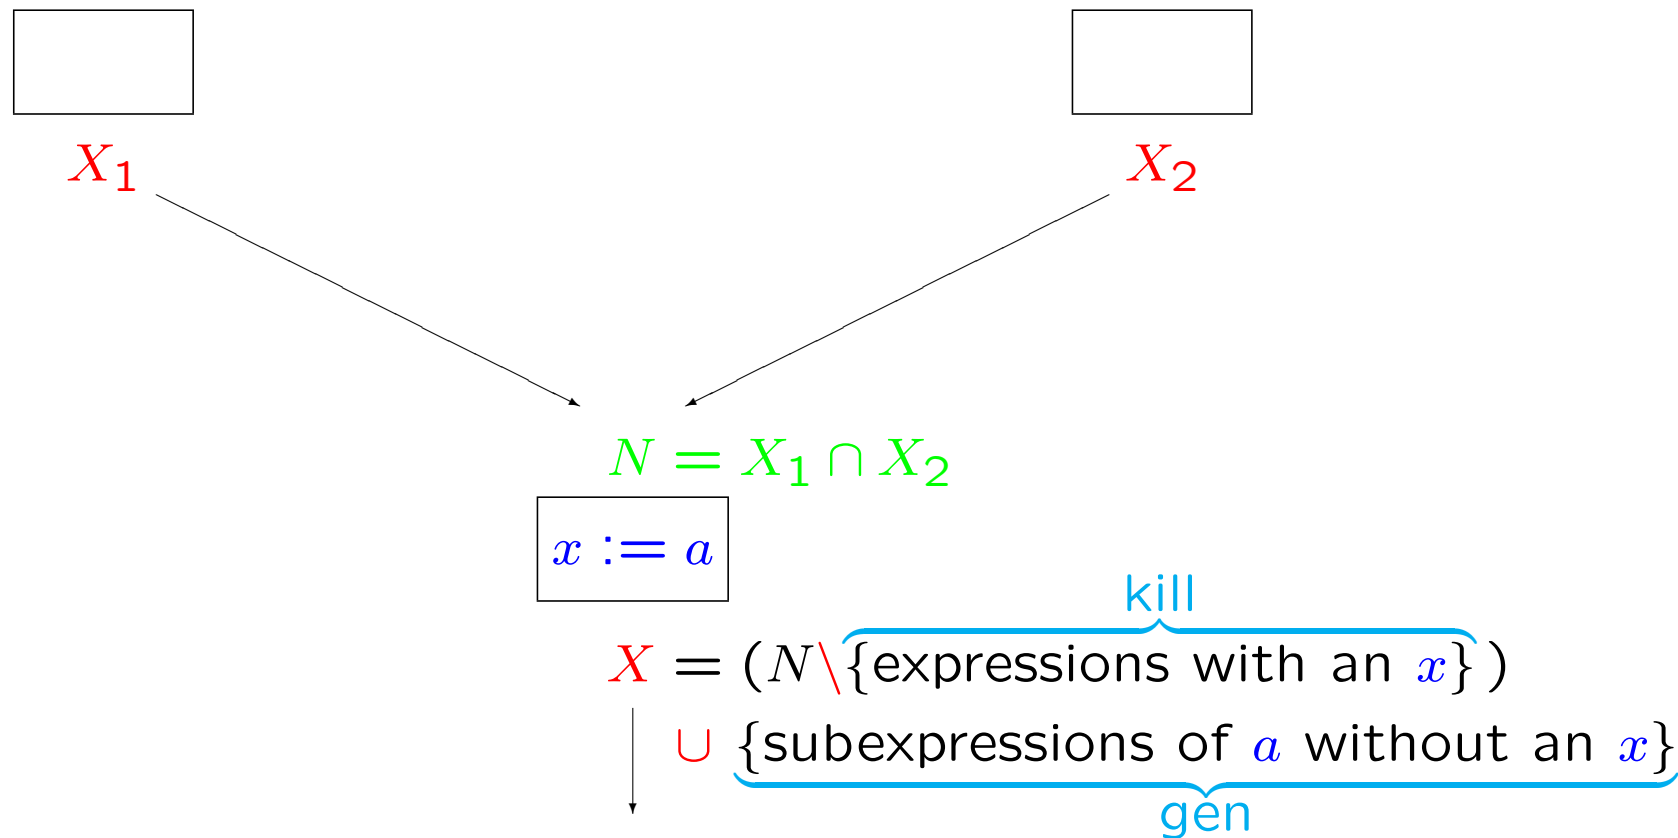 X₁ X₂
N = X₁ ∩ X₂
x := a
kill
X = (N\{expressions with an x})
∪ {subexpressions of a without an x}
gen